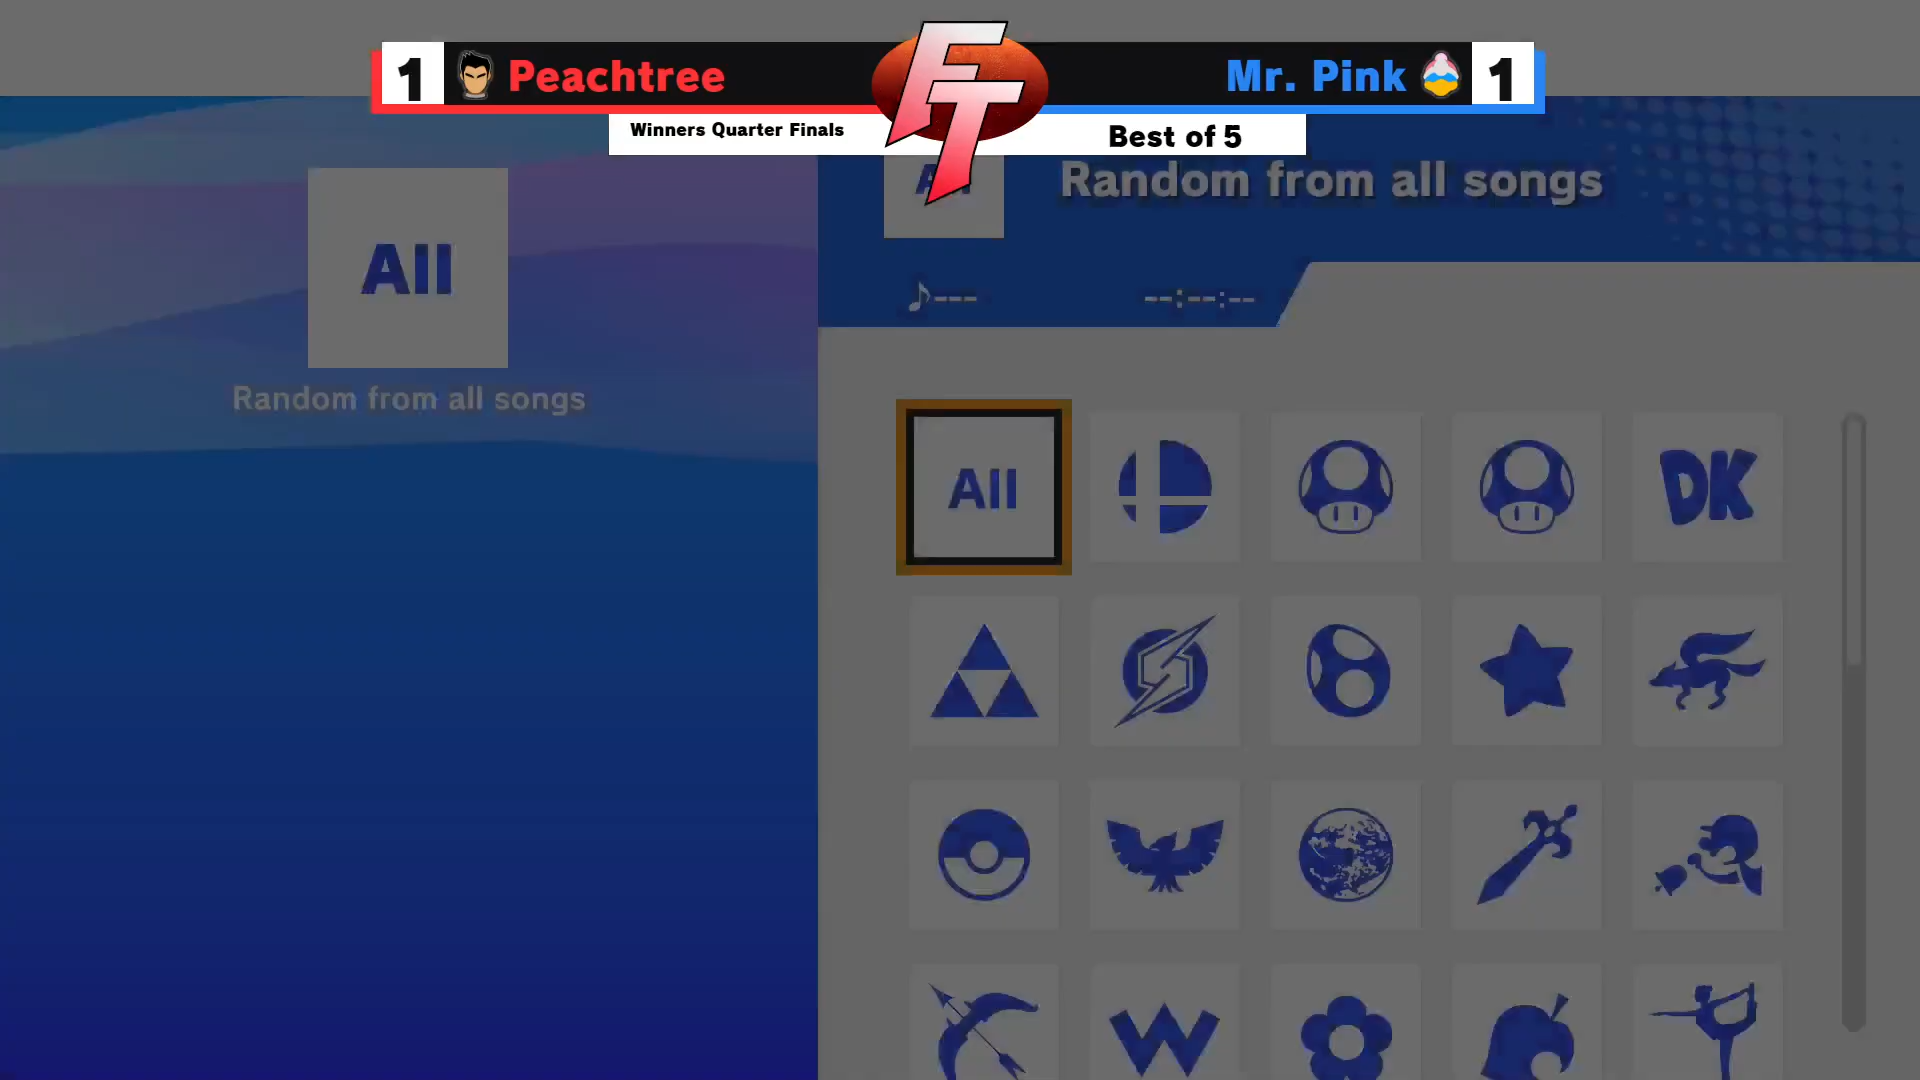 1 Peachtree FT Mr. Pink 1
Winners Quarter Finals Best of 5
All Random from all songs
All
Random from all songs
♪--- --:--:--
All DK